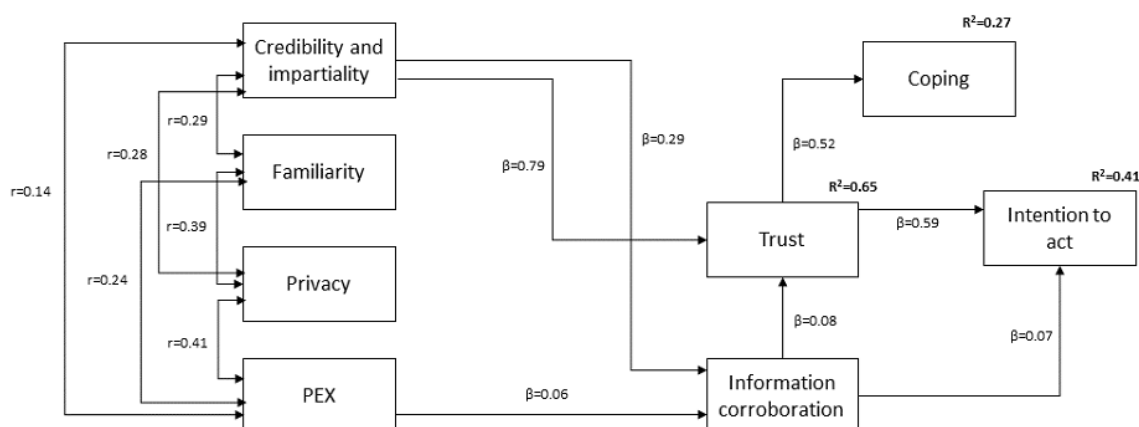 R²=0.27
Credibility and
impartiality
Coping
r=0.29
r=0.28
β=0.29
β=0.52
Familiarity
β=0.79
R²=0.65
R²=0.41
r=0.14
Intention to
act
r=0.39
Trust
β=0.59
r=0.24
Privacy
β=0.08
β=0.07
r=0.41
PEX
β=0.06
Information
corroboration